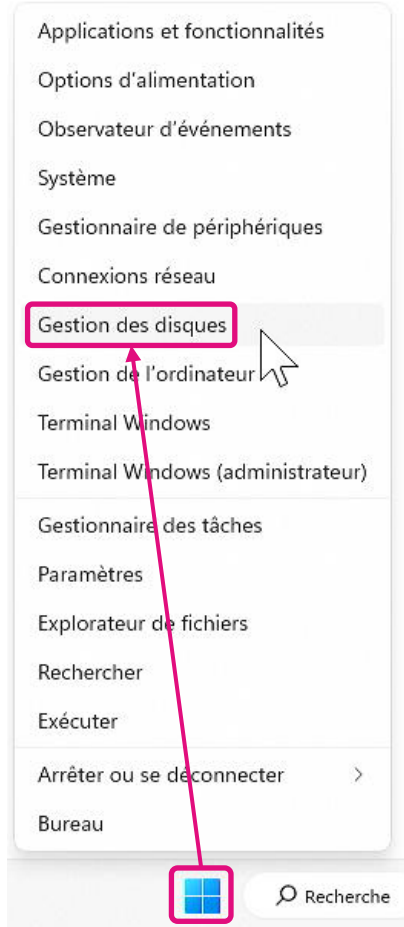 Applications et fonctionnalités
Options d'alimentation
Observateur d'événements
Système
Gestionnaire de périphériques
Connexions réseau
Gestion des disques
Gestion de l'ordinateur
Terminal Windows
Terminal Windows (administrateur)
Gestionnaire des tâches
Paramètres
Explorateur de fichiers
Rechercher
Exécuter
Arrêter ou se déconnecter
Bureau
Recherche